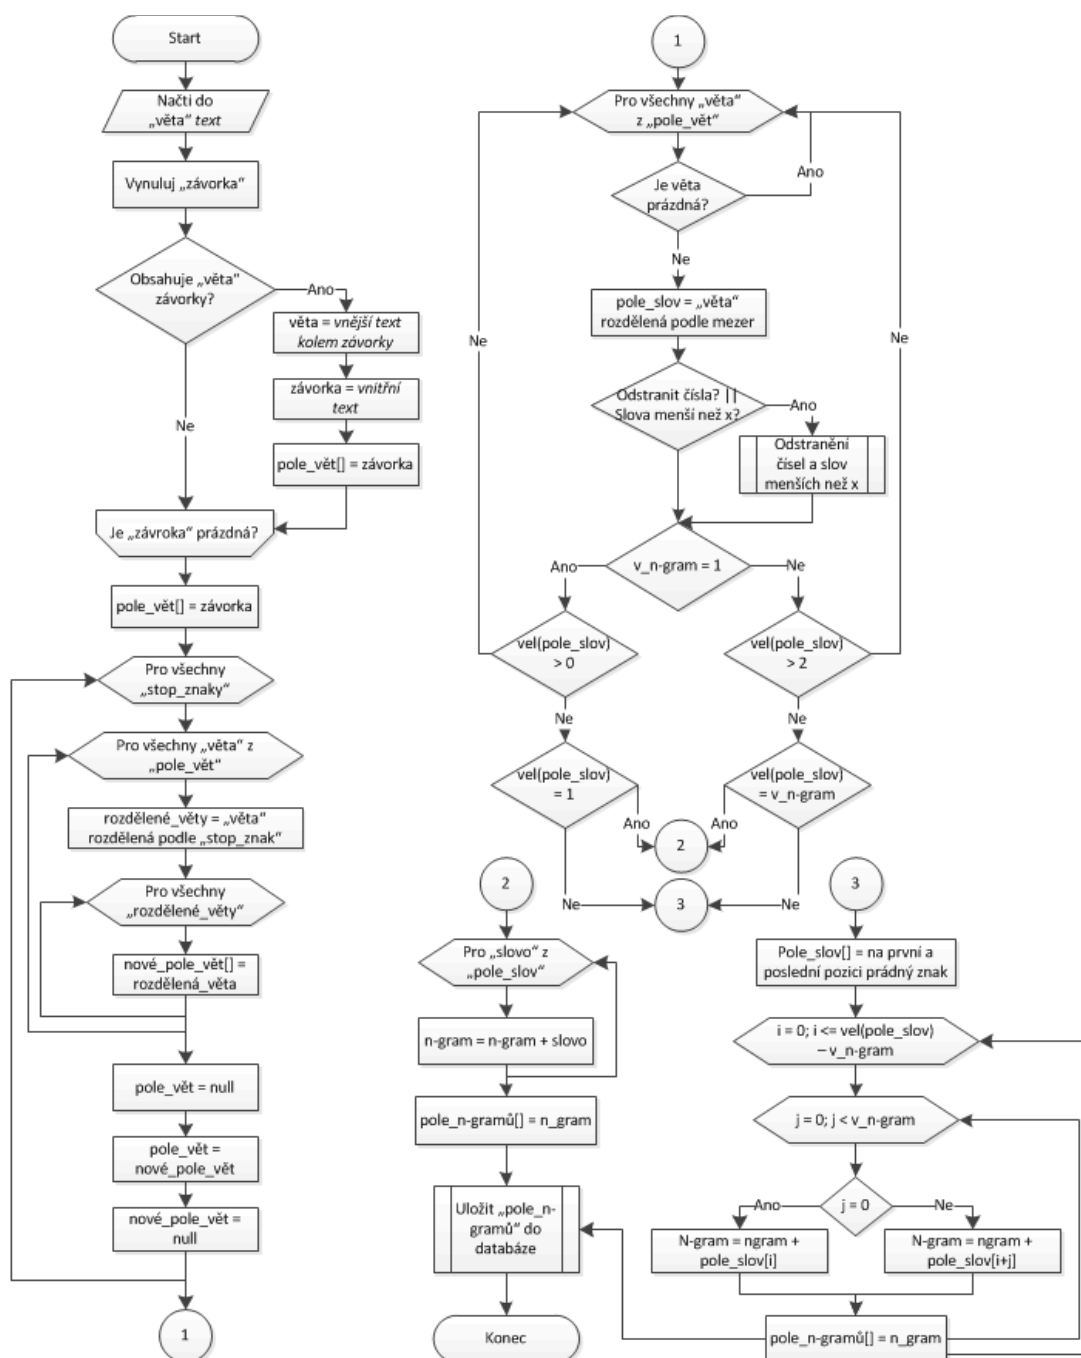 Start
Načti do
„věta“ text
Vynuluj „závorka“
Obsahuje „věta“
závorky?
Ano
věta = vnější text
kolem závorky
závorka = vnitřní
text
pole_vět[] = závorka
Ne
Je „závroka“ prázdná?
pole_vět[] = závorka
Pro všechny
„stop_znaky“
Pro všechny „věta“ z
„pole_vět“
rozdělené_věty = „věta“
rozdělená podle „stop_znak“
Pro všechny
„rozdělené_věty“
nové_pole_vět[] =
rozdělená_věta
pole_vět = null
pole_vět =
nové_pole_vět
nové_pole_vět =
null
1
1
Pro všechny „věta“
z „pole_vět“
Ano
Je věta
prázdná?
Ne
pole_slov = „věta“
rozdělená podle mezer
Ne
Ne
Odstranit čísla? ||
Slova menší než x?
Ano
Odstranění
čísel a slov
menších než x
v_n-gram = 1
Ano
Ne
vel(pole_slov)
> 0
vel(pole_slov)
> 2
Ne
Ne
vel(pole_slov)
= 1
vel(pole_slov)
= v_n-gram
Ano
Ano
2
Ne
Ne
3
2
Pro „slovo“ z
„pole_slov“
n-gram = n-gram + slovo
pole_n-gramů[] = n_gram
Uložit „pole_n-
gramů“ do
databáze
Konec
3
Pole_slov[] = na první a
poslední pozici prádný znak
i = 0; i <= vel(pole_slov)
– v_n-gram
j = 0; j < v_n-gram
j = 0
Ano
Ne
N-gram = ngram +
pole_slov[i]
N-gram = ngram +
pole_slov[i+j]
pole_n-gramů[] = n_gram